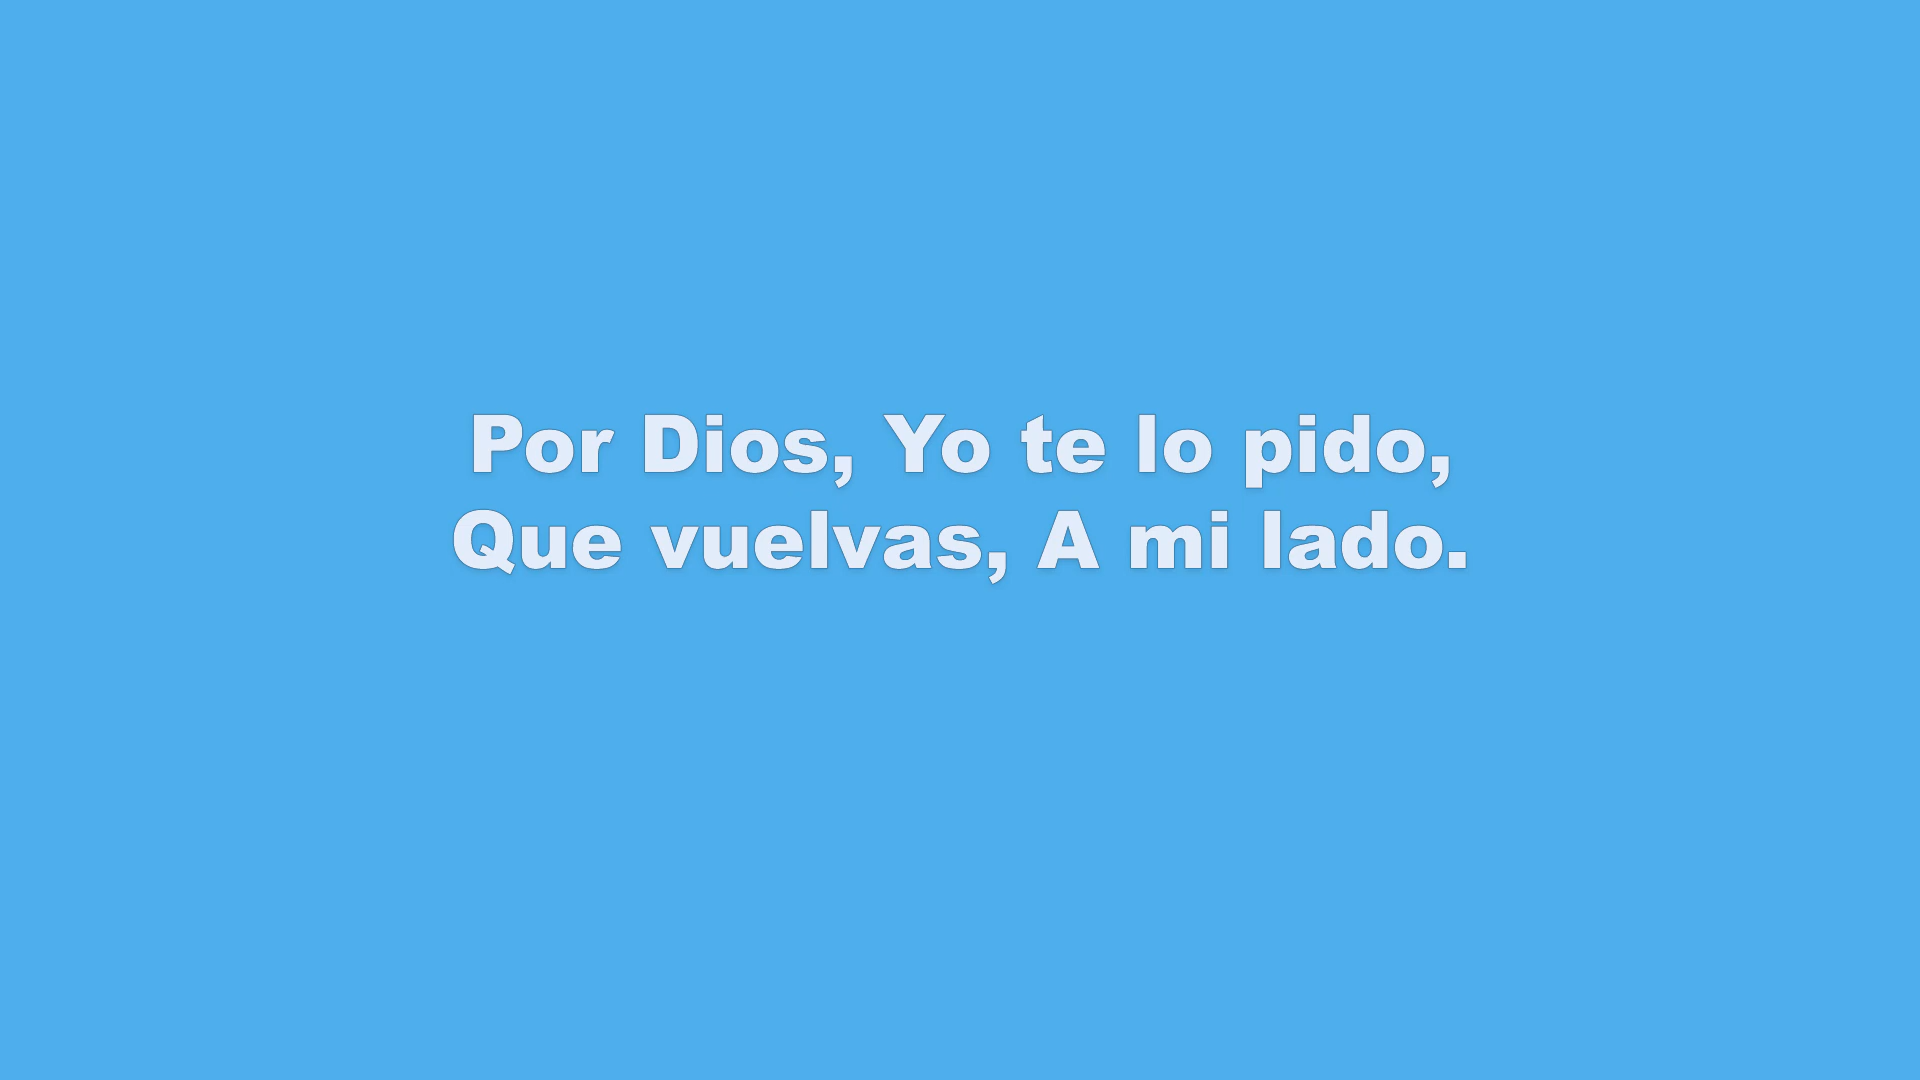 Por Dios, Yo te lo pido,
Que vuelvas, A mi lado.